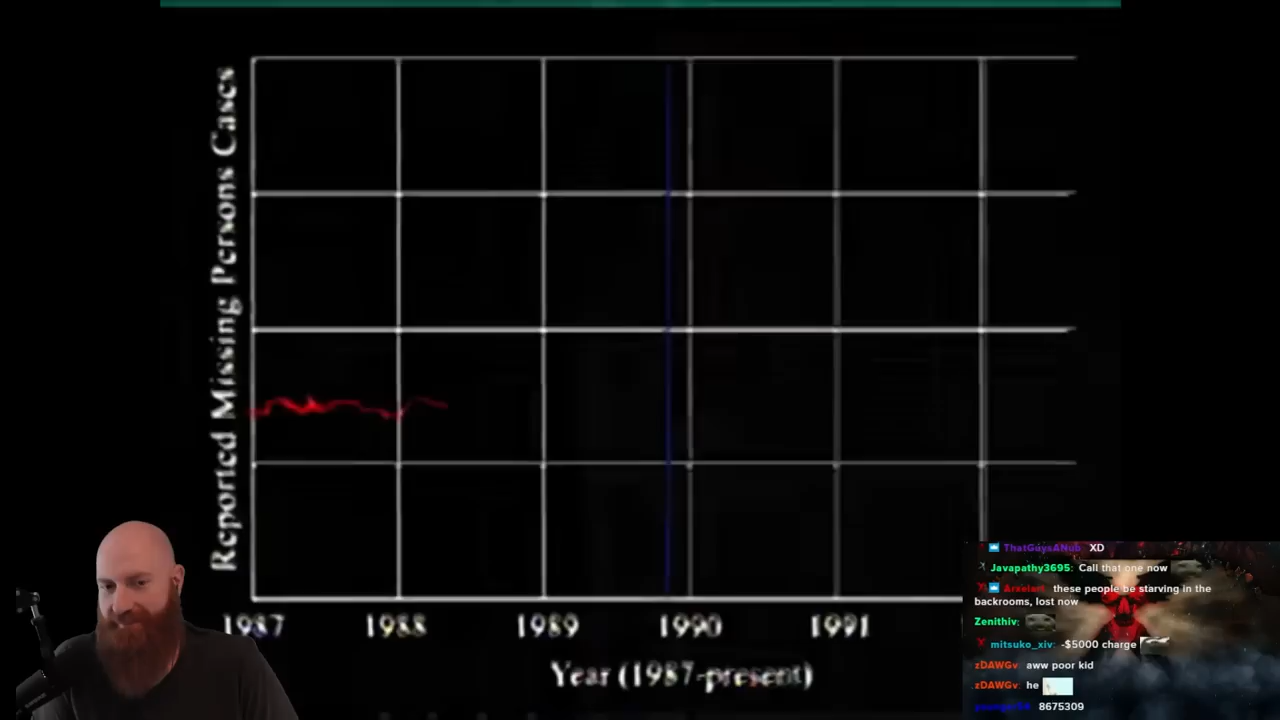 Reported Missing Persons Cases
1987 1988 1989 1990 1991
Year (1987-present)
ThatGuysANub XD
Javapathy3695: Call that one now
these people be starving in the
backrooms, lost now
Zenithiv:
mitsuko_xiv: -$5000 charge
zDAWGv: aww poor kid
zDAWGv: he
8675309